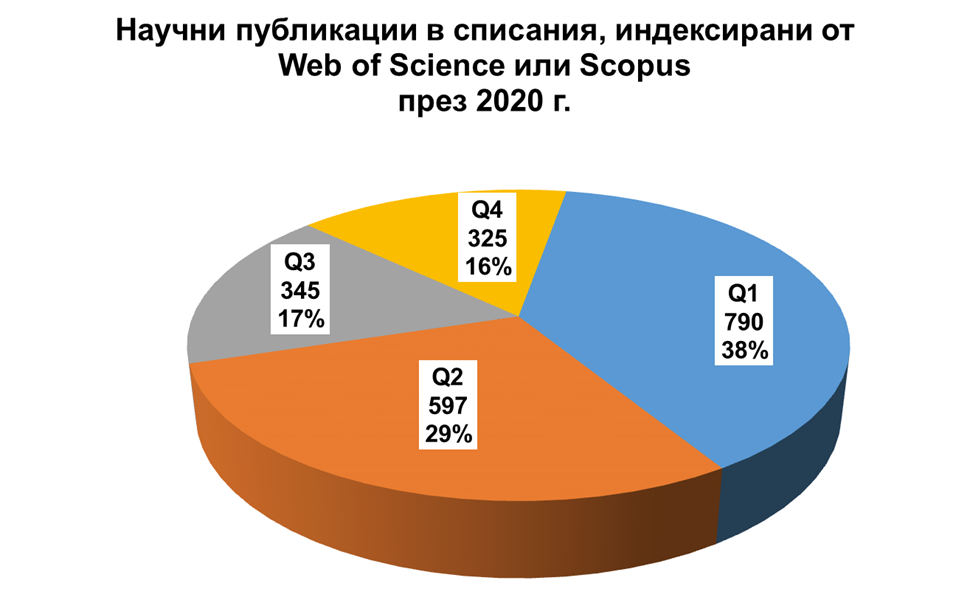 Научни публикации в списания, индексирани от
Web of Science или Scopus
през 2020 г.
Q4
325
16%
Q3
345
17%
Q1
790
38%
Q2
597
29%